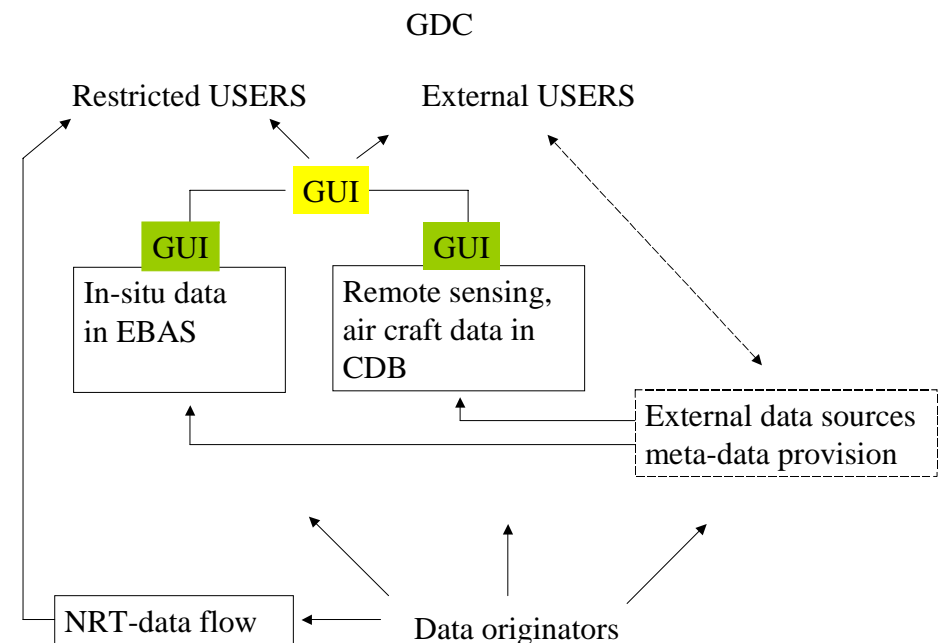 GDC
Restricted USERS
External USERS
GUI
GUI
GUI
In-situ data
in EBAS
Remote sensing,
air craft data in
CDB
External data sources
meta-data provision
NRT-data flow
Data originators